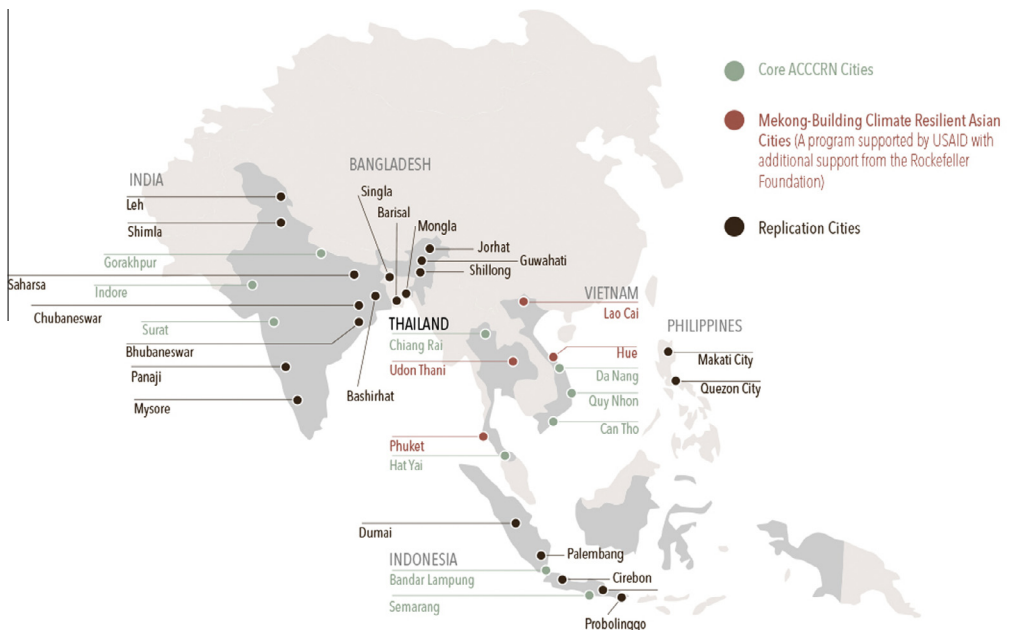 Core ACCCRN Cities
Mekong-Building Climate Resilient Asian
Cities (A program supported by USAID with
additional support from the Rockefeller
Foundation)
Replication Cities
INDIA
Leh
Shimla
Gorakhpur
Saharsa
Indore
Chubaneswar
Surat
Bhubaneswar
Panaji
Mysore
BANGLADESH
Singla
Barisal
Mongla
Jorhat
Guwahati
Shillong
Bashirhat
THAILAND
Chiang Rai
Udon Thani
Phuket
Hat Yai
VIETNAM
Lao Cai
Hue
Da Nang
Quy Nhon
Can Tho
PHILIPPINES
Makati City
Quezon City
Dumai
INDONESIA
Palembang
Bandar Lampung
Cirebon
Semarang
Probolinggo